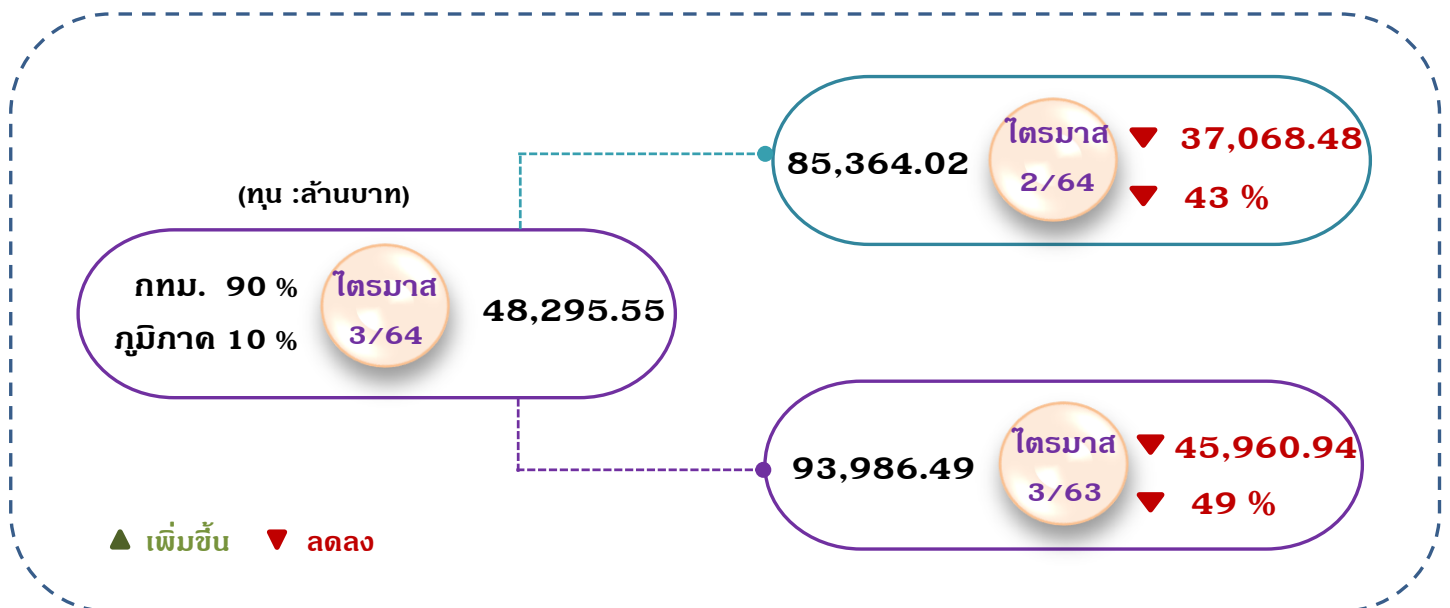 (ทุน :ล้านบาท)
กทม. 90 %
ภูมิภาค 10 %
ไตรมาส
3/64
48,295.55
85,364.02
ไตรมาส
2/64
▼ 37,068.48
▼ 43 %
93,986.49
ไตรมาส
3/63
▼ 45,960.94
▼ 49 %
▲ เพิ่มขึ้น ▼ ลดลง